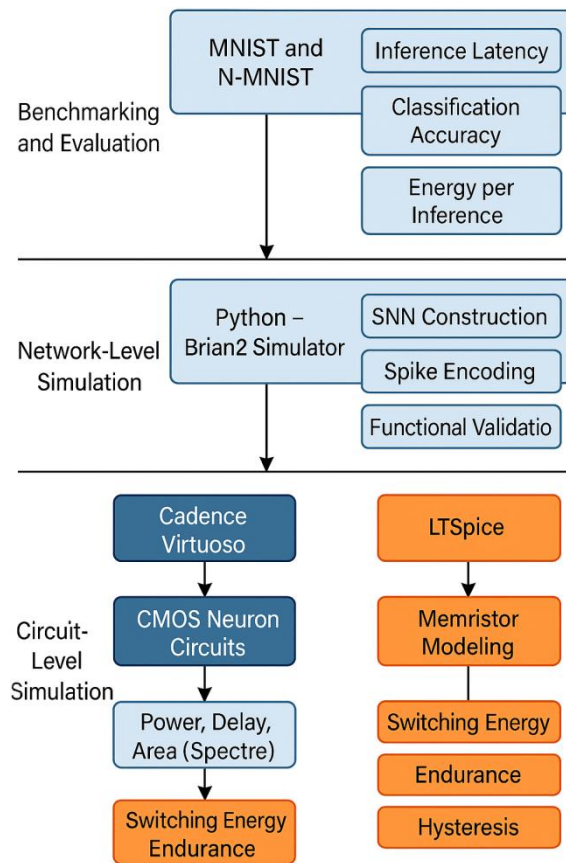 MNIST and
N-MNIST
Inference Latency
Classification
Accuracy
Energy per
Inference
Benchmarking
and Evaluation
Python –
Brian2 Simulator
SNN Construction
Spike Encoding
Functional Validatio
Network-Level
Simulation
Cadence
Virtuoso
CMOS Neuron
Circuits
Power, Delay,
Area (Spectre)
Switching Energy
Endurance
LTSpice
Memristor
Modeling
Switching Energy
Endurance
Hysteresis
Circuit-
Level
Simulation